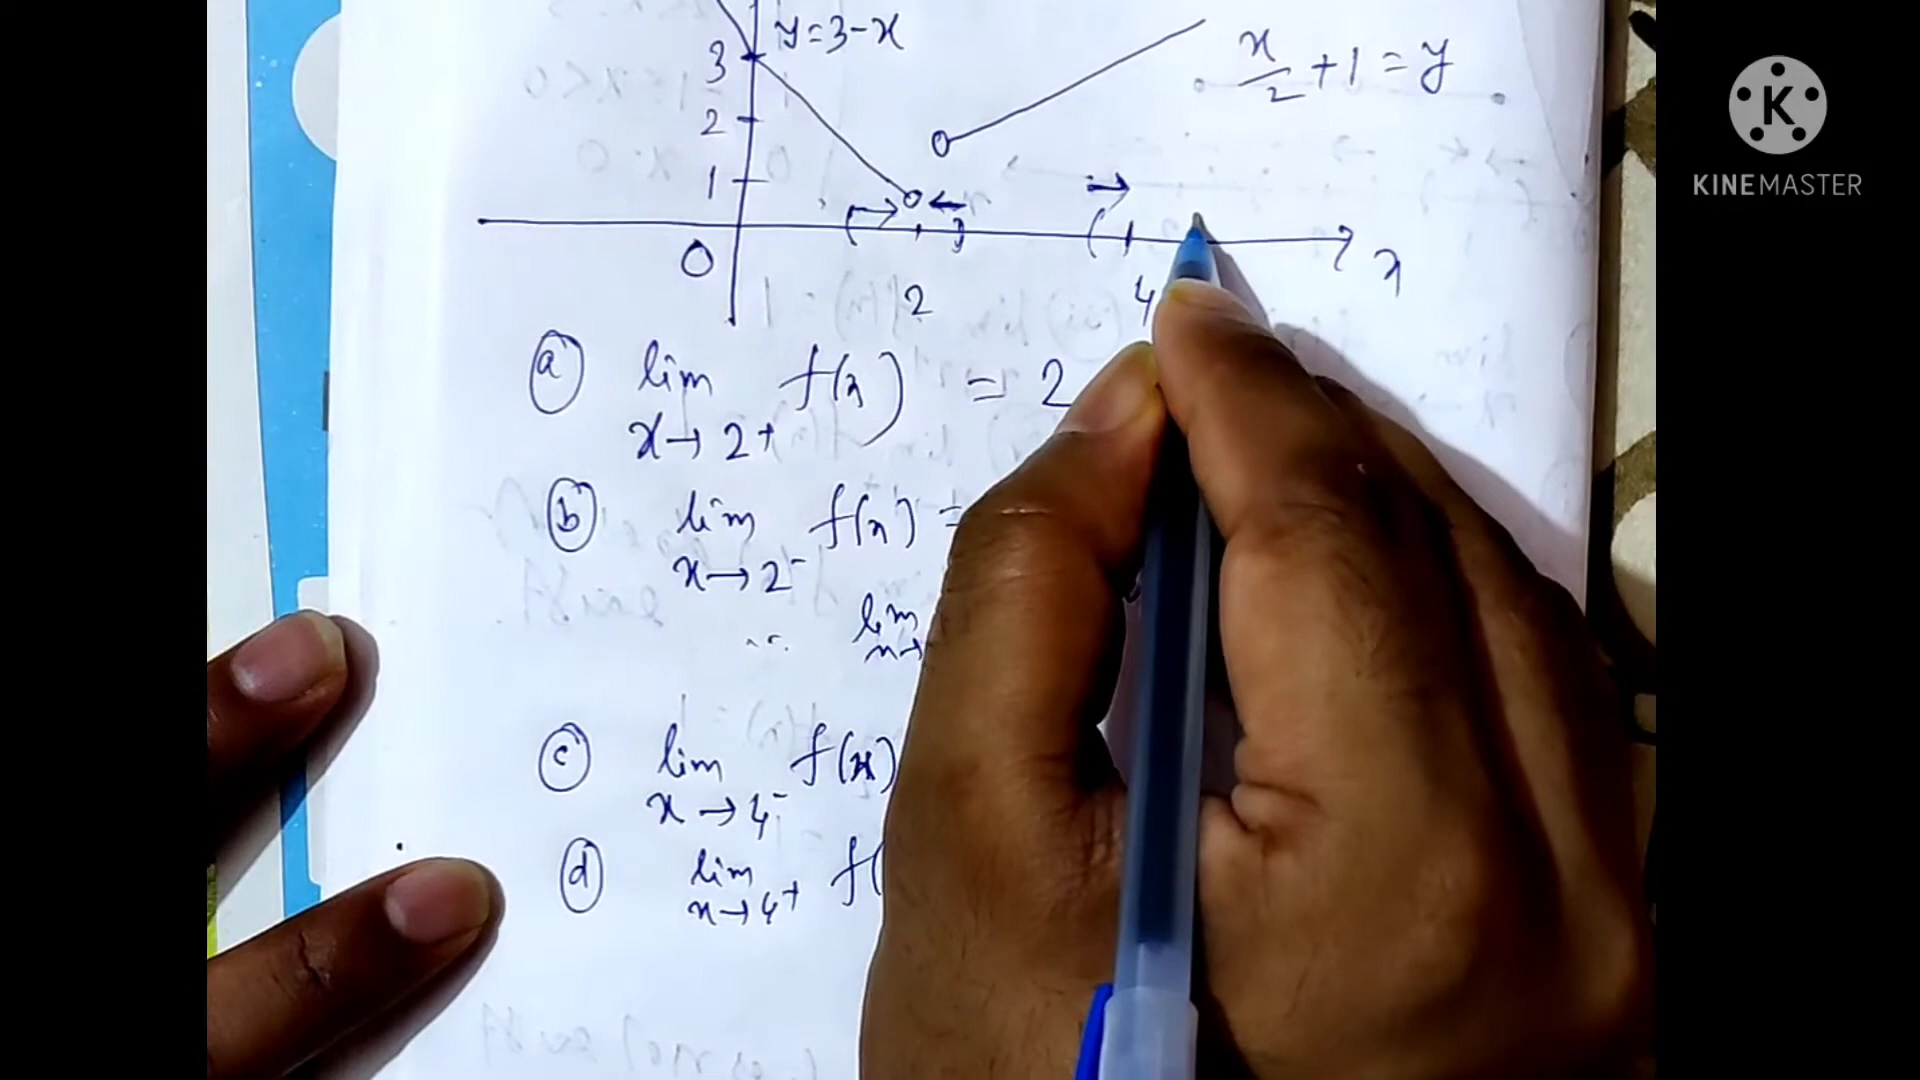 y=3-x
x/2 + 1 = y
3
2
1
0
2
4
x
K
KINEMASTER
(a) lim x→2+ f(x) = 2
(b) lim x→2- f(x) =
∴ lim x→
(c) lim x→4- f(x)
(d) lim x→4+ f(